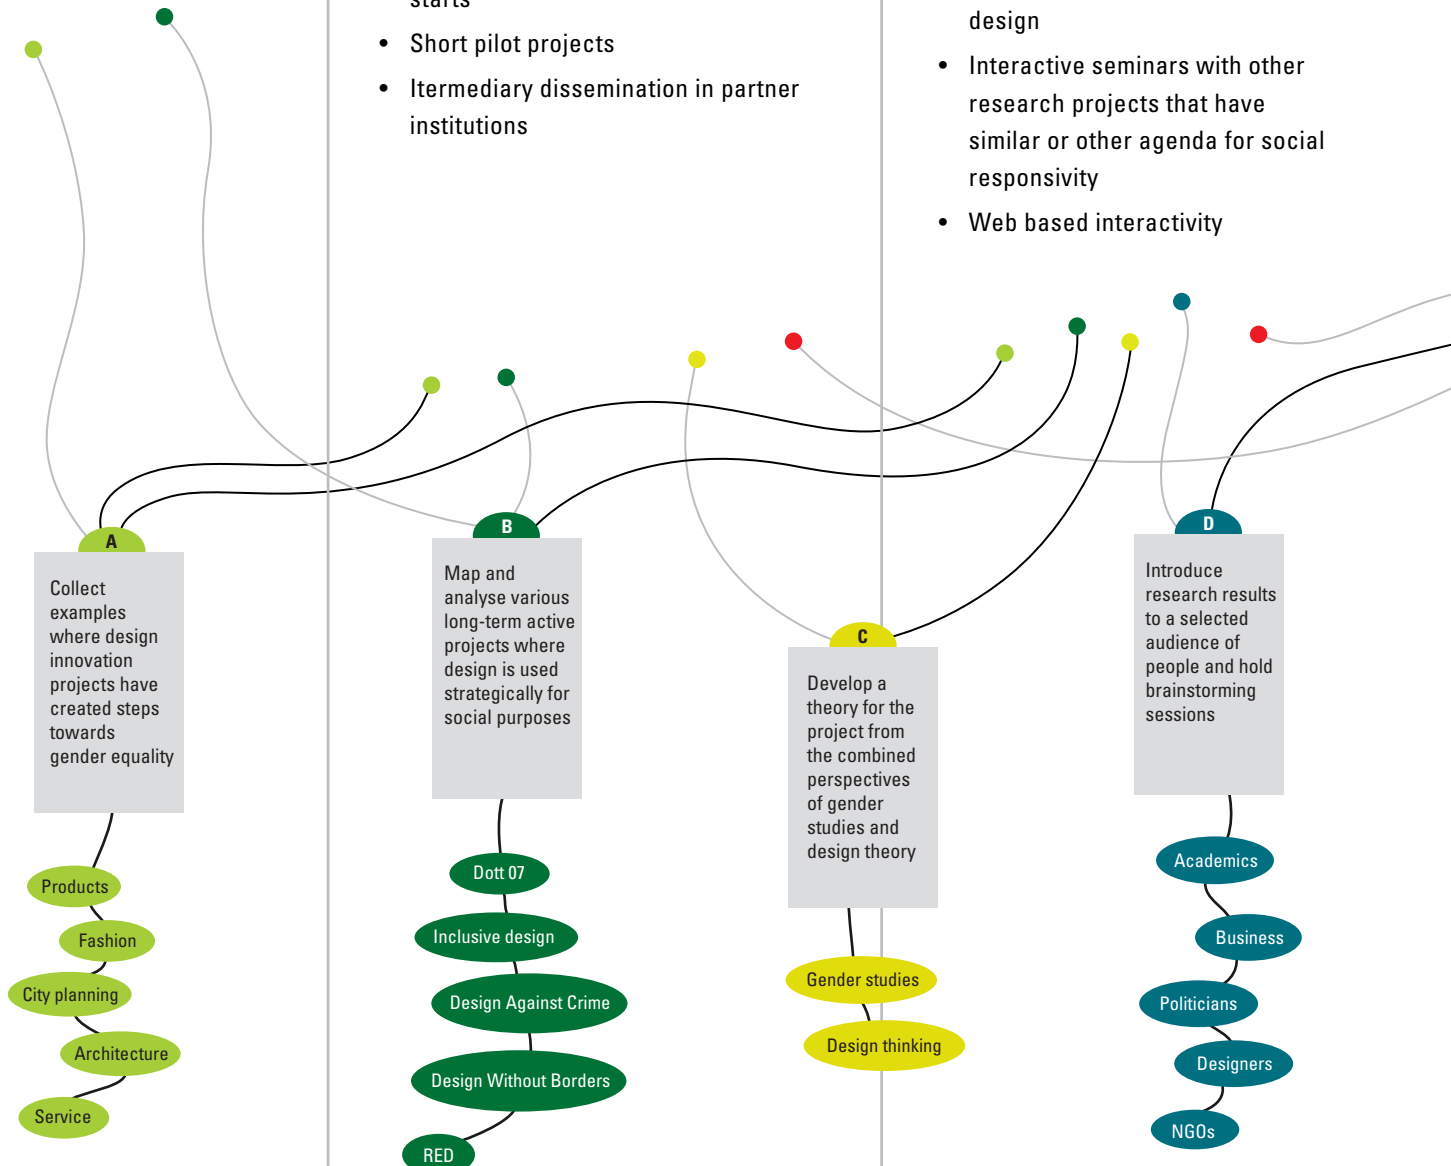 starts
• Short pilot projects
• Itermediary dissemination in partner
institutions
design
• Interactive seminars with other
research projects that have
similar or other agenda for social
responsivity
• Web based interactivity
A
Collect
examples
where design
innovation
projects have
created steps
towards
gender equality
Products
Fashion
City planning
Architecture
Service
B
Map and
analyse various
long-term active
projects where
design is used
strategically for
social purposes
Dott 07
Inclusive design
Design Against Crime
Design Without Borders
RED
C
Develop a
theory for the
project from
the combined
perspectives
of gender
studies and
design theory
Gender studies
Design thinking
D
Introduce
research results
to a selected
audience of
people and hold
brainstorming
sessions
Academics
Business
Politicians
Designers
NGOs